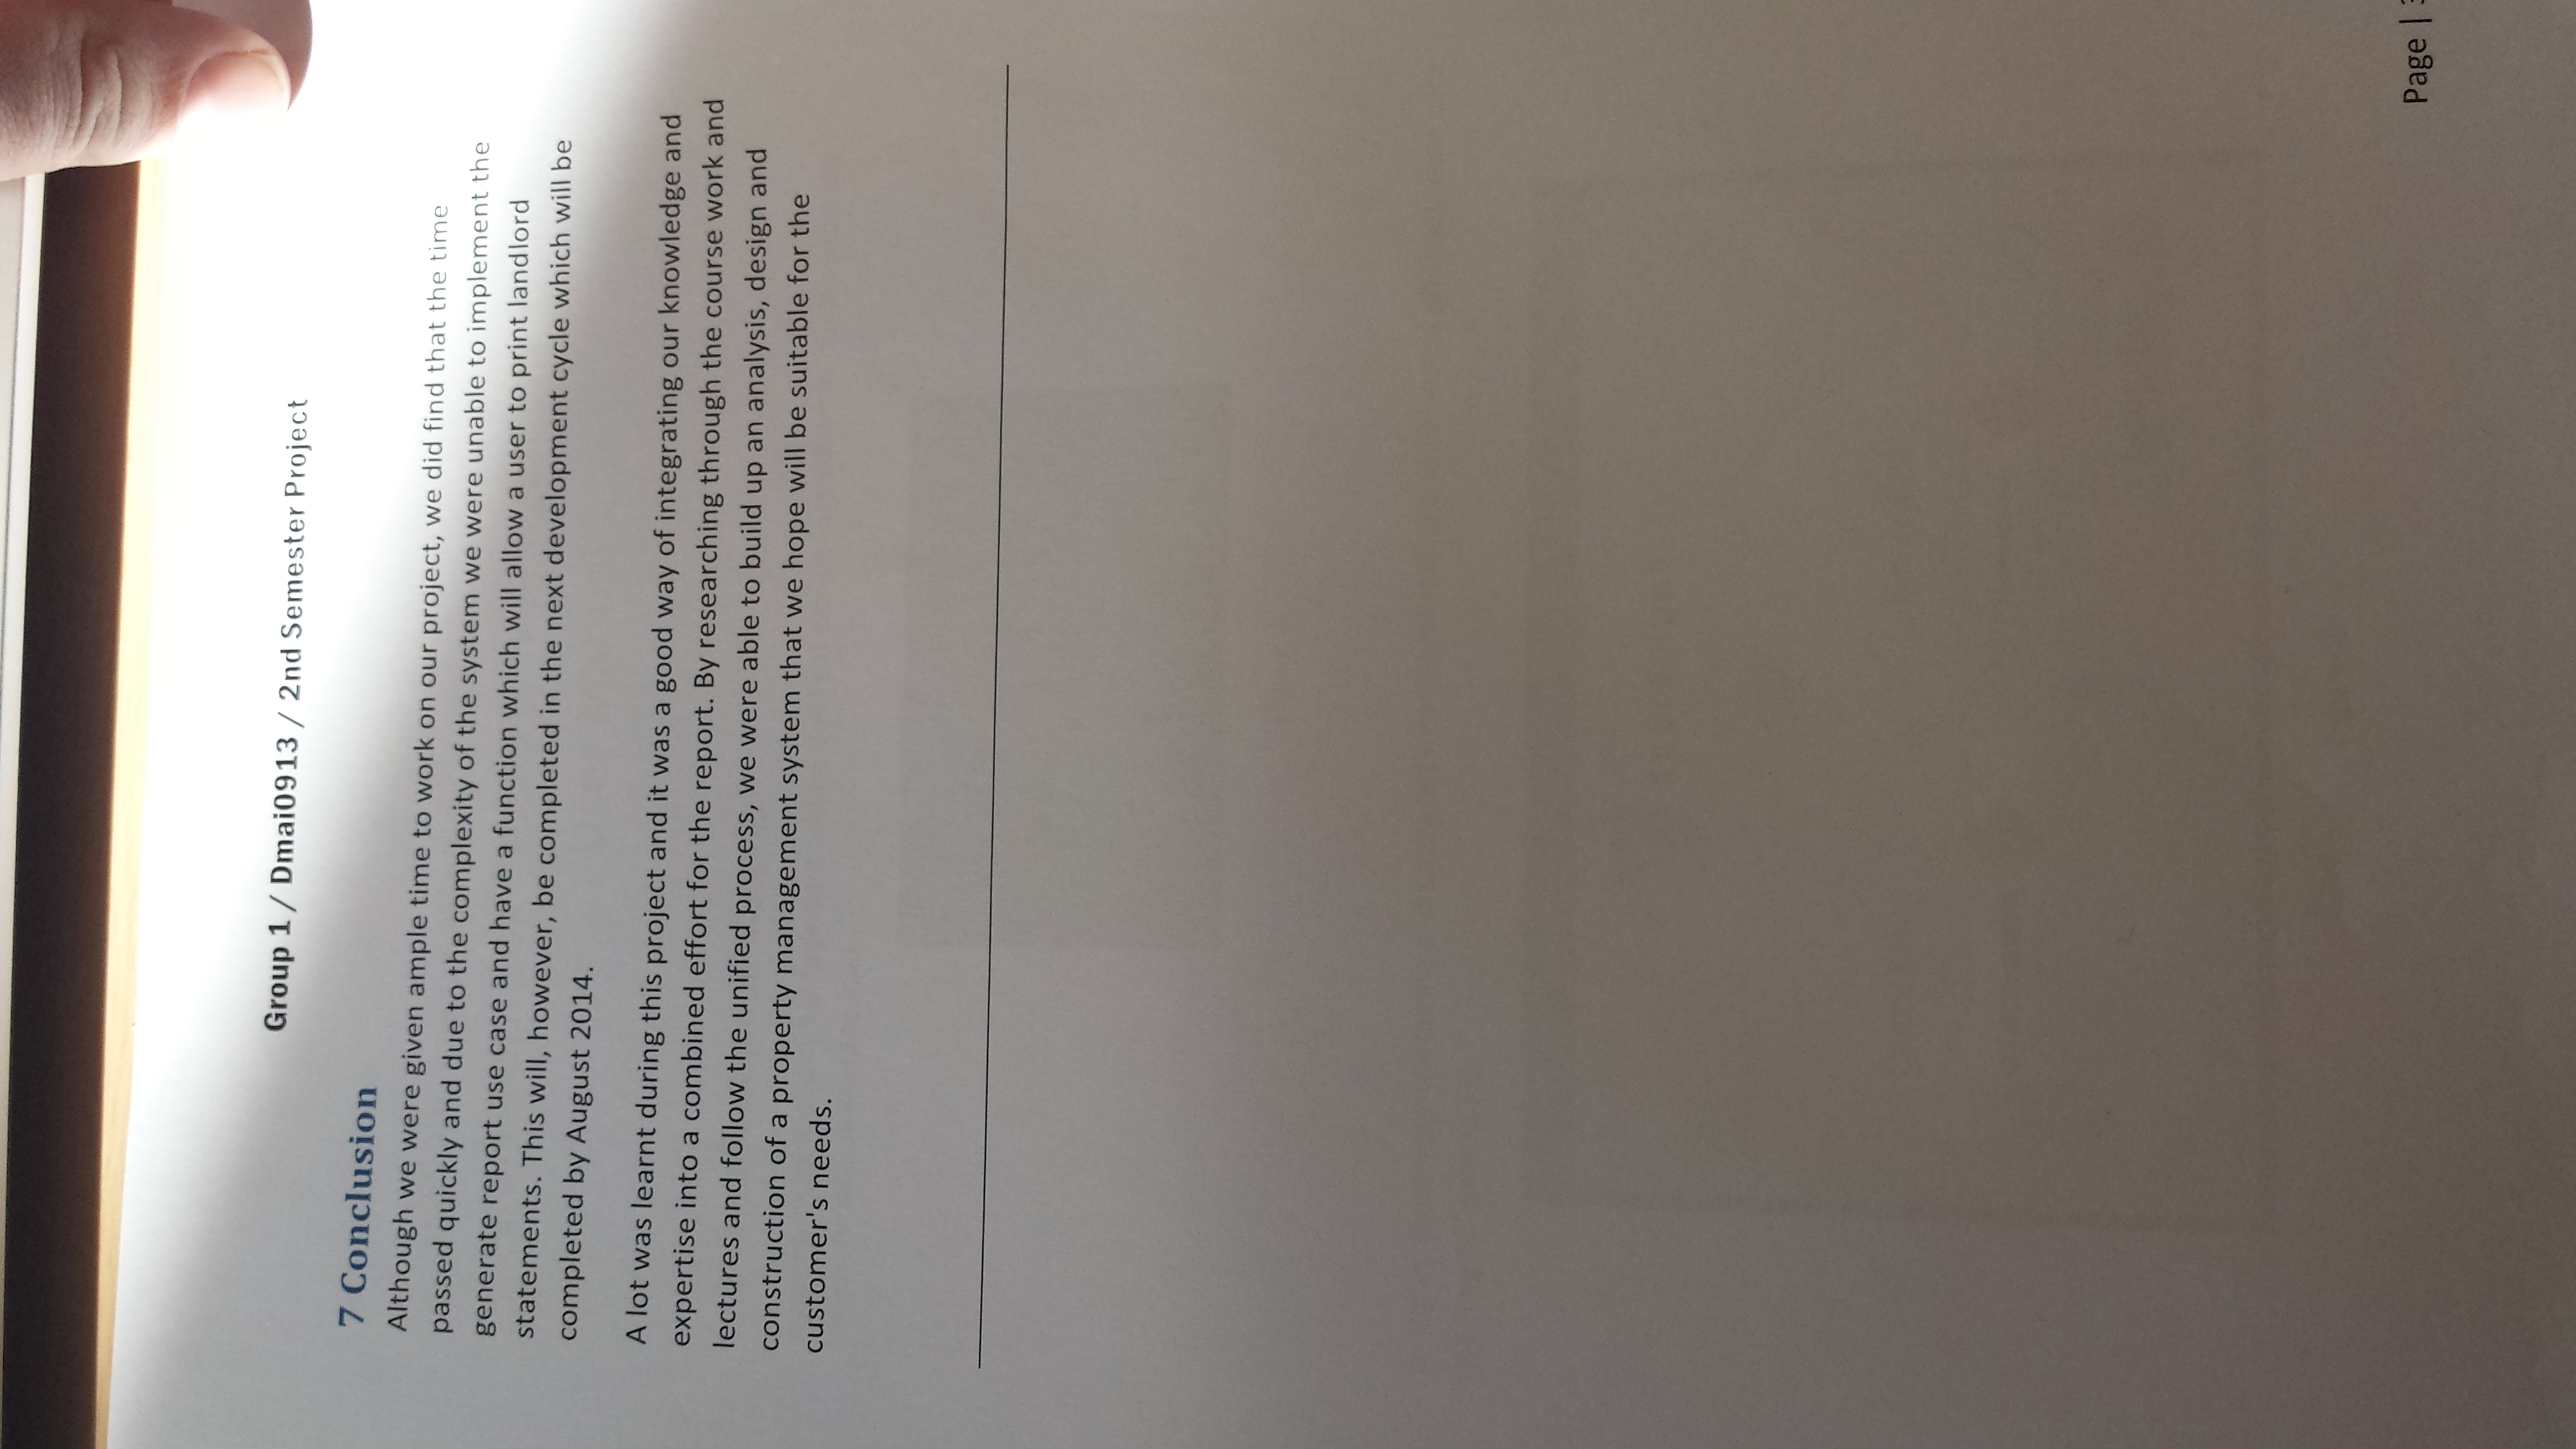 Group 1 / Dmai0913 / 2nd Semester Project
7 Conclusion
Although we were given ample time to work on our project, we did find that the time
passed quickly and due to the complexity of the system we were unable to implement the
generate report use case and have a function which will allow a user to print landlord
statements. This will, however, be completed in the next development cycle which will be
completed by August 2014.
A lot was learnt during this project and it was a good way of integrating our knowledge and
expertise into a combined effort for the report. By researching through the course work and
lectures and follow the unified process, we were able to build up an analysis, design and
construction of a property management system that we hope will be suitable for the
customer's needs.
Page |